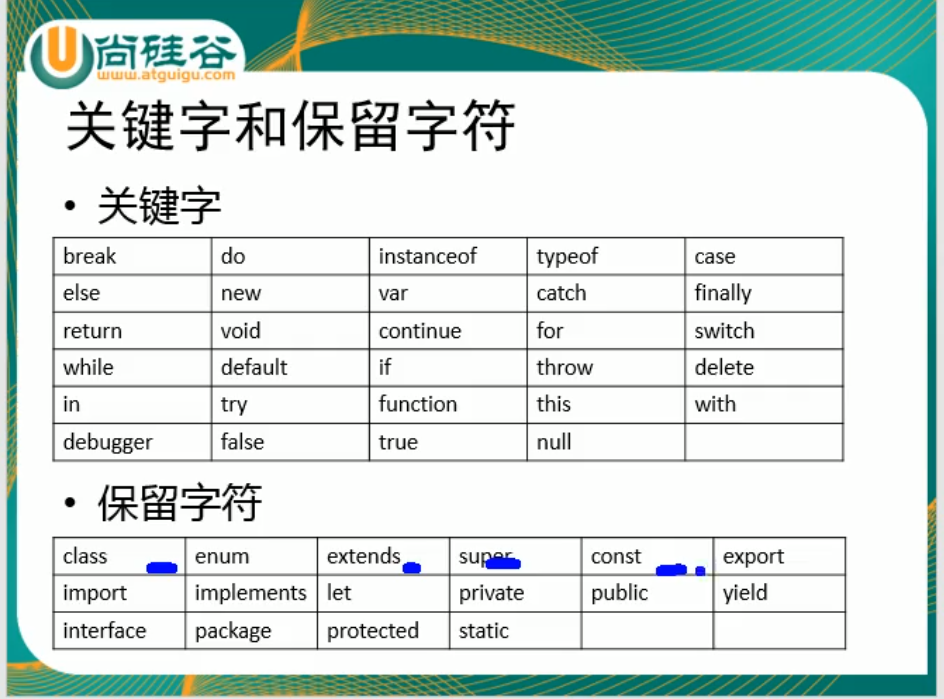 尚硅谷
www.atguigu.com
关键字和保留字符
• 关键字
break do instanceof typeof case
else new var catch finally
return void continue for switch
while default if throw delete
in try function this with
debugger false true null
• 保留字符
class enum extends super const export
import implements let private public yield
interface package protected static